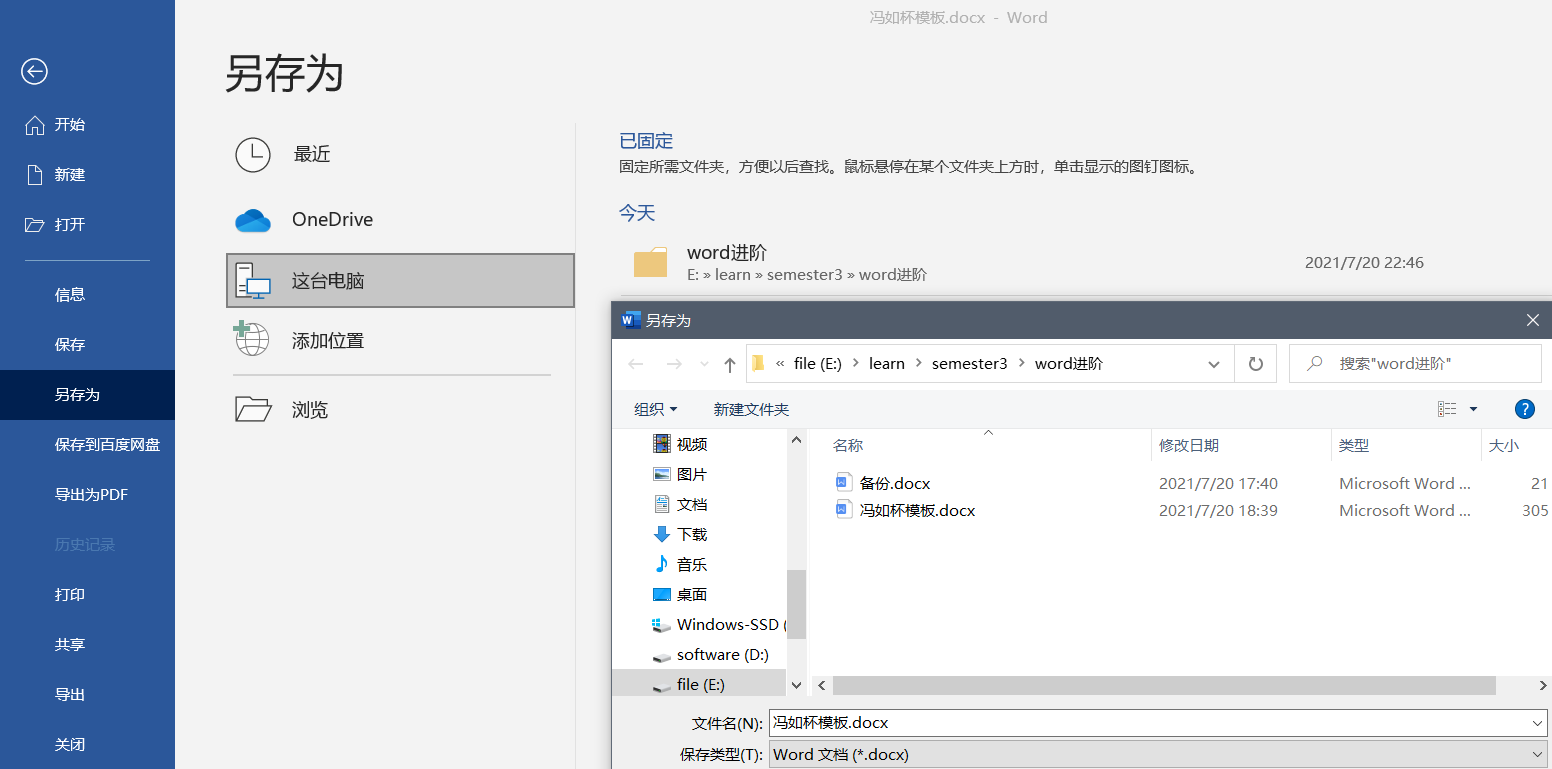 冯如杯模板.docx - Word
另存为
开始
新建
打开
信息
保存
另存为
保存到百度网盘
导出为PDF
历史记录
打印
共享
导出
关闭
最近
OneDrive
这台电脑
添加位置
浏览
已固定
固定所需文件夹，方便以后查找。鼠标悬停在某个文件夹上方时，单击显示的图钉图标。
今天
word进阶
E: » learn » semester3 » word进阶
2021/7/20 22:46
另存为
« file (E:) › learn › semester3 › word进阶
搜索"word进阶"
组织
新建文件夹
视频
图片
文档
下载
音乐
桌面
Windows-SSD (
software (D:)
file (E:)
名称 修改日期 类型 大小
备份.docx 2021/7/20 17:40 Microsoft Word ... 21
冯如杯模板.docx 2021/7/20 18:39 Microsoft Word ... 305
文件名(N): 冯如杯模板.docx
保存类型(T): Word 文档 (*.docx)